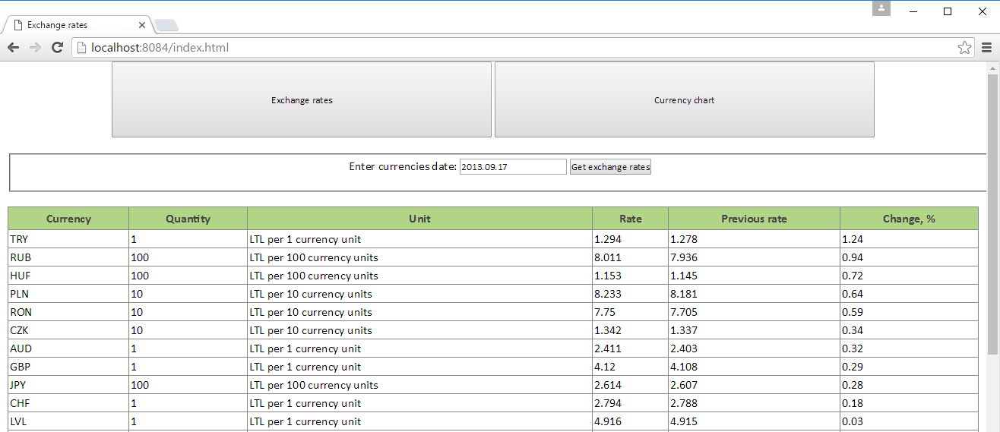 Exchange rates
localhost:8084/index.html
Exchange rates Currency chart
Enter currencies date: 2013.09.17 Get exchange rates
Currency Quantity Unit Rate Previous rate Change, %
TRY 1 LTL per 1 currency unit 1.294 1.278 1.24
RUB 100 LTL per 100 currency units 8.011 7.936 0.94
HUF 100 LTL per 100 currency units 1.153 1.145 0.72
PLN 10 LTL per 10 currency units 8.233 8.181 0.64
RON 10 LTL per 10 currency units 7.75 7.705 0.59
CZK 10 LTL per 10 currency units 1.342 1.337 0.34
AUD 1 LTL per 1 currency unit 2.411 2.403 0.32
GBP 1 LTL per 1 currency unit 4.12 4.108 0.29
JPY 100 LTL per 100 currency units 2.614 2.607 0.28
CHF 1 LTL per 1 currency unit 2.794 2.788 0.18
LVL 1 LTL per 1 currency unit 4.916 4.915 0.03